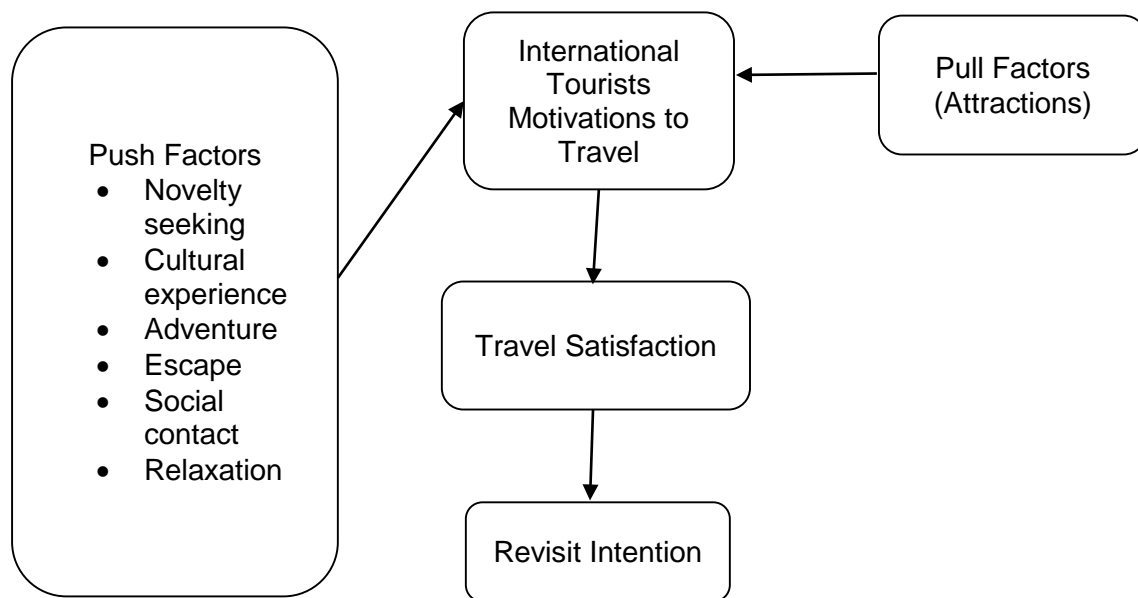 Push Factors
• Novelty
seeking
• Cultural
experience
• Adventure
• Escape
• Social
contact
• Relaxation
International
Tourists
Motivations to
Travel
Pull Factors
(Attractions)
Travel Satisfaction
Revisit Intention